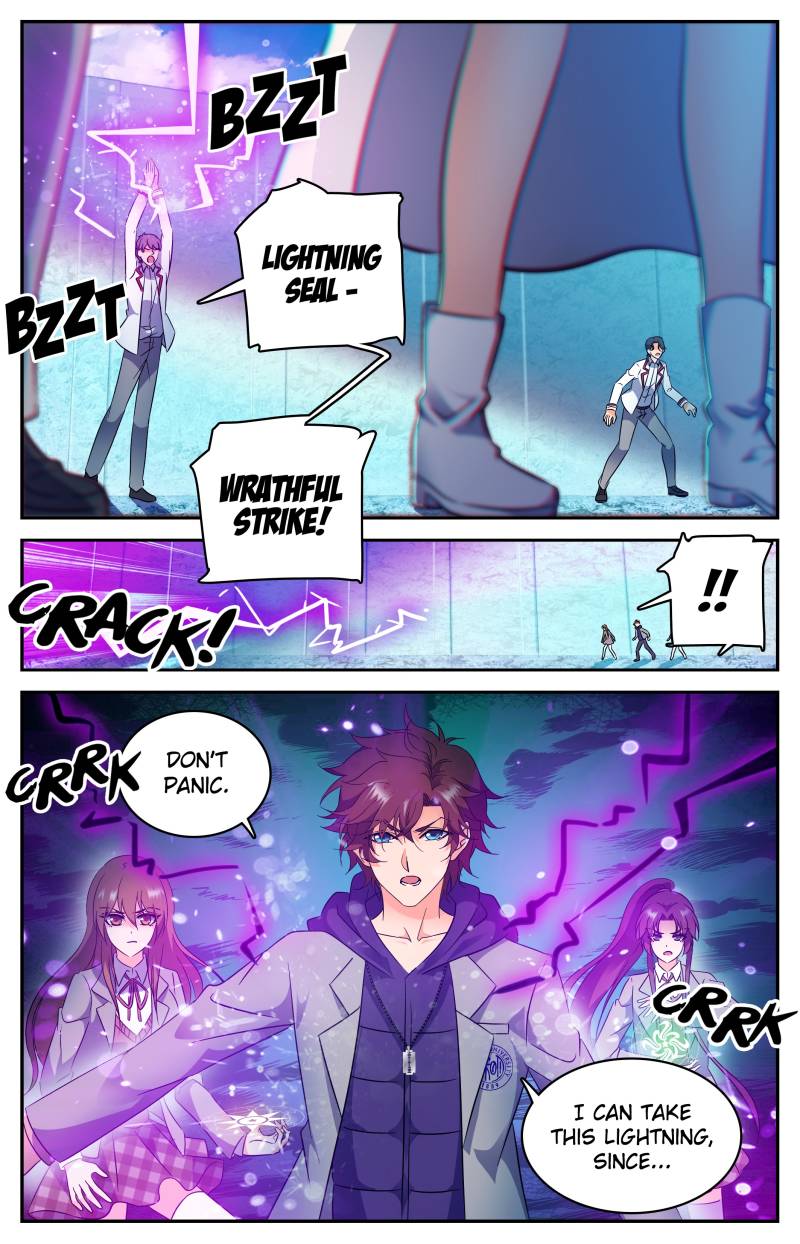 BZZT
BZZT
LIGHTNING
SEAL -
WRATHFUL
STRIKE!
CRACK!
!!
CRRK
DON'T
PANIC.
CRRK
I CAN TAKE
THIS LIGHTNING,
SINCE...